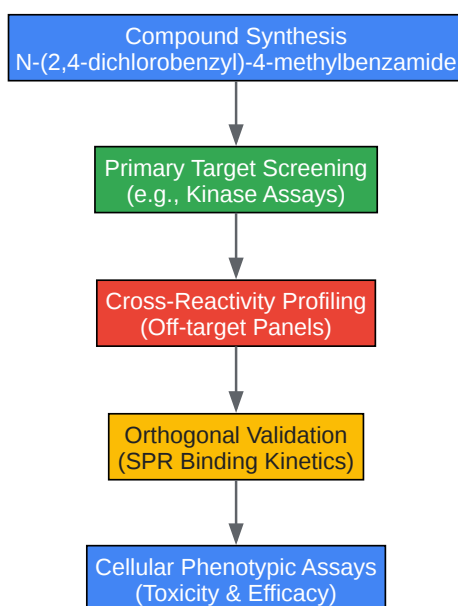 Compound Synthesis
N-(2,4-dichlorobenzyl)-4-methylbenzamide
Primary Target Screening
(e.g., Kinase Assays)
Cross-Reactivity Profiling
(Off-target Panels)
Orthogonal Validation
(SPR Binding Kinetics)
Cellular Phenotypic Assays
(Toxicity & Efficacy)